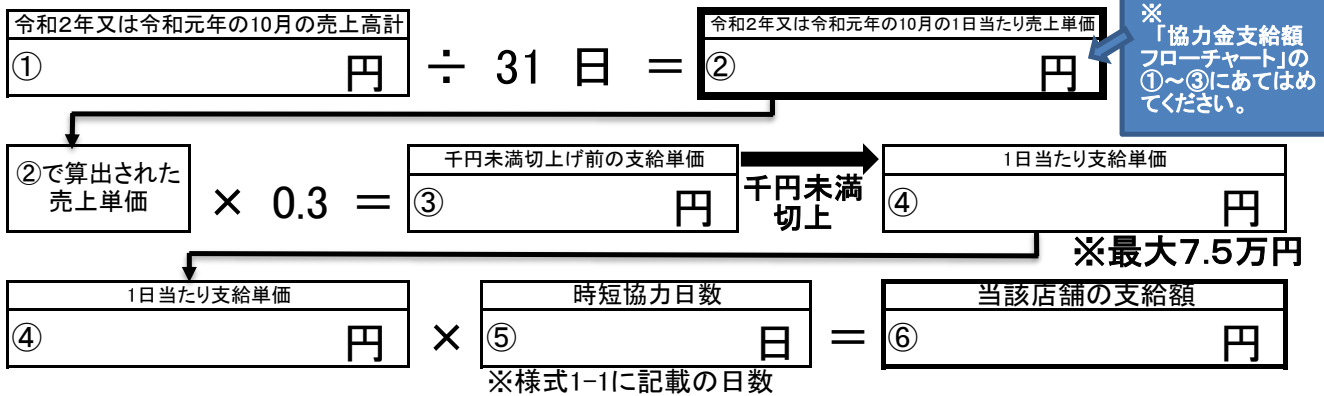 令和2年又は令和元年の10月の売上高計
① 円
÷ 31 日 =
令和2年又は令和元年の10月の1日当たり売上単価
② 円
※
「協力金支給額
フローチャート」の
①~③にあてはめ
てください。
②で算出された
売上単価
× 0.3 =
千円未満切上げ前の支給単価
③ 円
千円未満
切上
1日当たり支給単価
④ 円
※最大7.5万円
1日当たり支給単価
④ 円
×
時短協力日数
⑤ 日
※様式1-1に記載の日数
=
当該店舗の支給額
⑥ 円